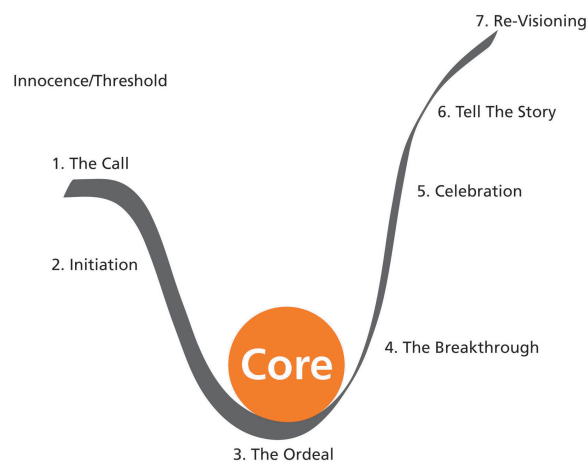 7. Re-Visioning
Innocence/Threshold
6. Tell The Story
1. The Call
5. Celebration
2. Initiation
4. The Breakthrough
Core
3. The Ordeal